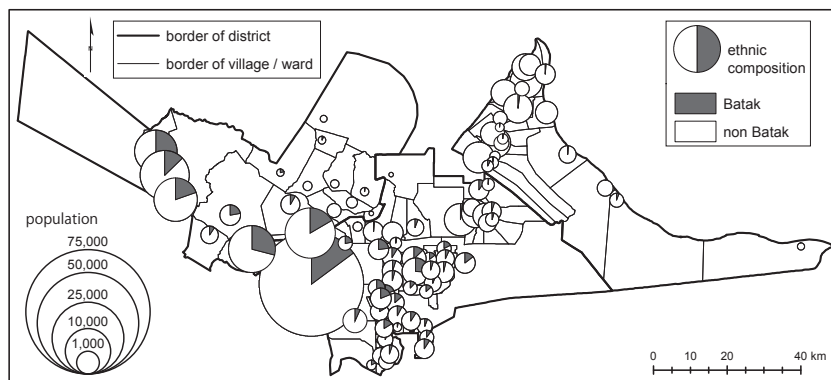 N
border of district
border of village / ward
ethnic
composition
Batak
non Batak
population
75,000
50,000
25,000
10,000
1,000
0 10 20 40 km